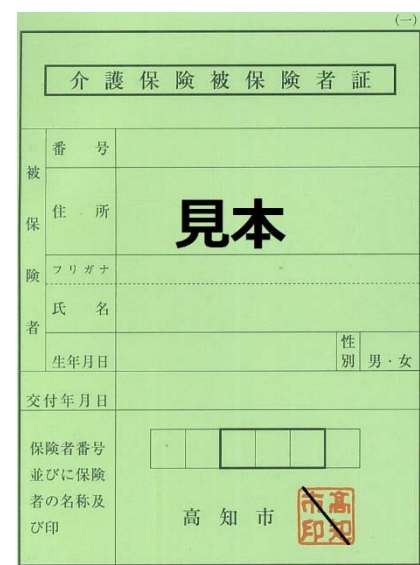 (一)
介護保険被保険者証
被保険者
番号
住所
見本
フリガナ
氏名
生年月日
性別
男・女
交付年月日
保険者番号
並びに保険
者の名称及
び印
高知市
高知
市印